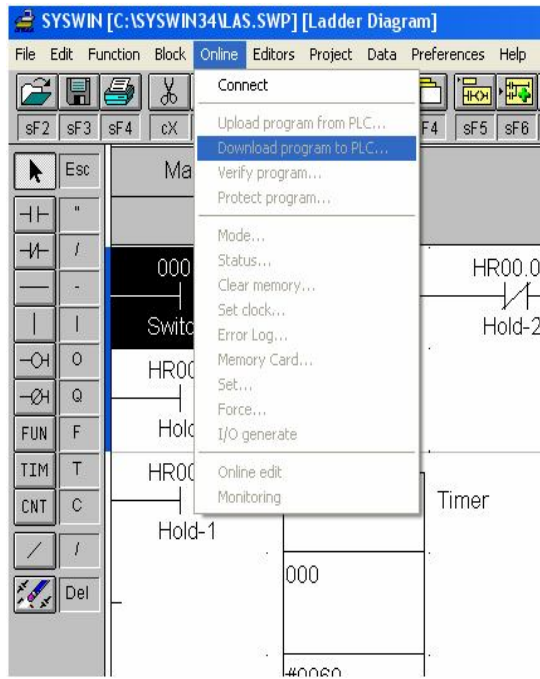 SYSWIN [C:\SYSWIN34\LAS.SWP] [Ladder Diagram]
File Edit Function Block Online Editors Project Data Preferences Help
Connect
Upload program from PLC...
Download program to PLC...
Verify program...
Protect program...
Mode...
Status...
Clear memory...
Set clock...
Error Log...
Memory Card...
Set...
Force...
I/O generate
Online edit
Monitoring
sF2 sF3 sF4 cX F4 sF5 sF6
Esc
"
/
-
|
O
Q
FUN F
TIM T
CNT C
/
Del
Ma
000 HR00.0
Switc Hold-2
HR00
Hold
HR00
Hold-1
Timer
000
#0060